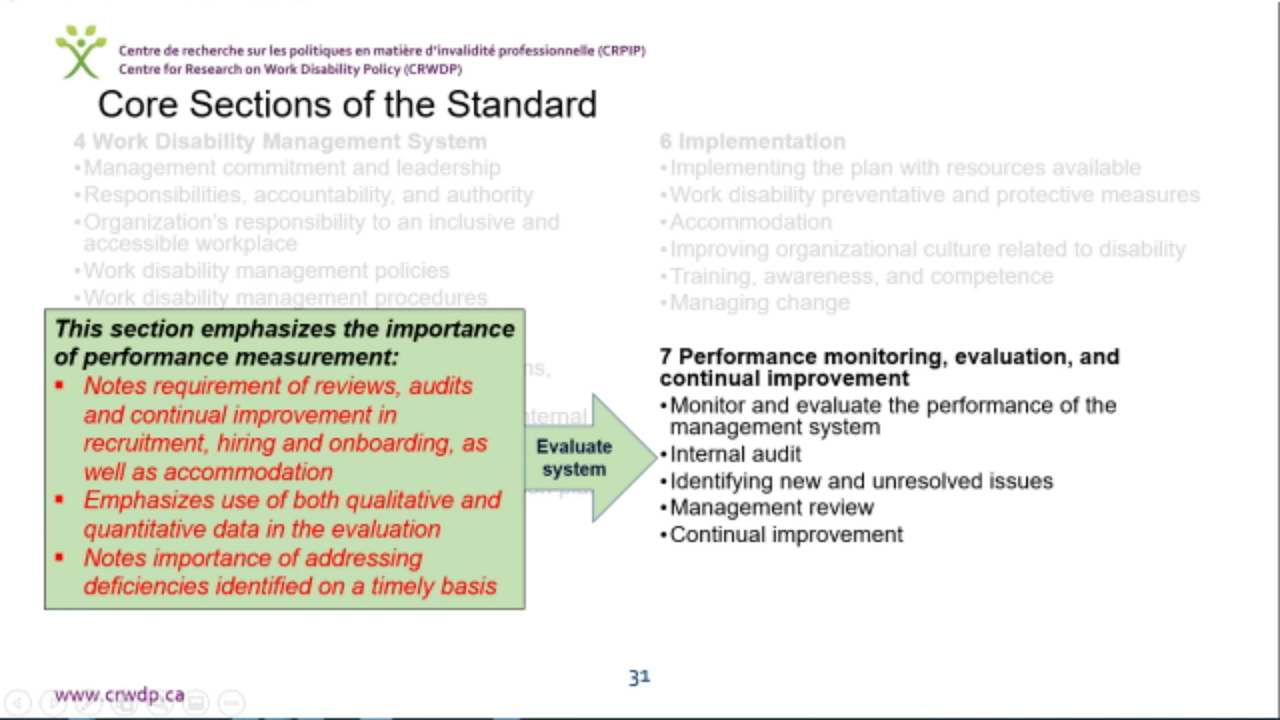 Centre de recherche sur les politiques en matière d'invalidité professionnelle (CRPIP)
Centre for Research on Work Disability Policy (CRWDP)
Core Sections of the Standard
4 Work Disability Management System
•Management commitment and leadership
•Responsibilities, accountability, and authority
•Organization's responsibility to an inclusive and
accessible workplace
•Work disability management policies
•Work disability management procedures
This section emphasizes the importance
of performance measurement:
▪ Notes requirement of reviews, audits
and continual improvement in
recruitment, hiring and onboarding, as
well as accommodation
▪ Emphasizes use of both qualitative and
quantitative data in the evaluation
▪ Notes importance of addressing
deficiencies identified on a timely basis
Evaluate
system
6 Implementation
•Implementing the plan with resources available
•Work disability preventative and protective measures
•Accommodation
•Improving organizational culture related to disability
•Training, awareness, and competence
•Managing change
7 Performance monitoring, evaluation, and
continual improvement
•Monitor and evaluate the performance of the
management system
•Internal audit
•Identifying new and unresolved issues
•Management review
•Continual improvement
31
www.crwdp.ca